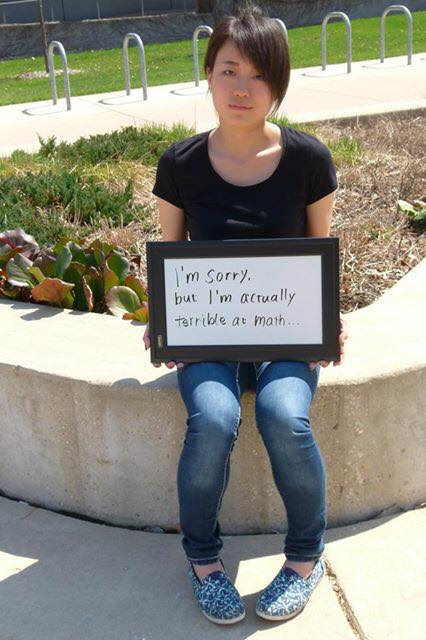 I'm sorry.
but I'm actually
terrible at math...